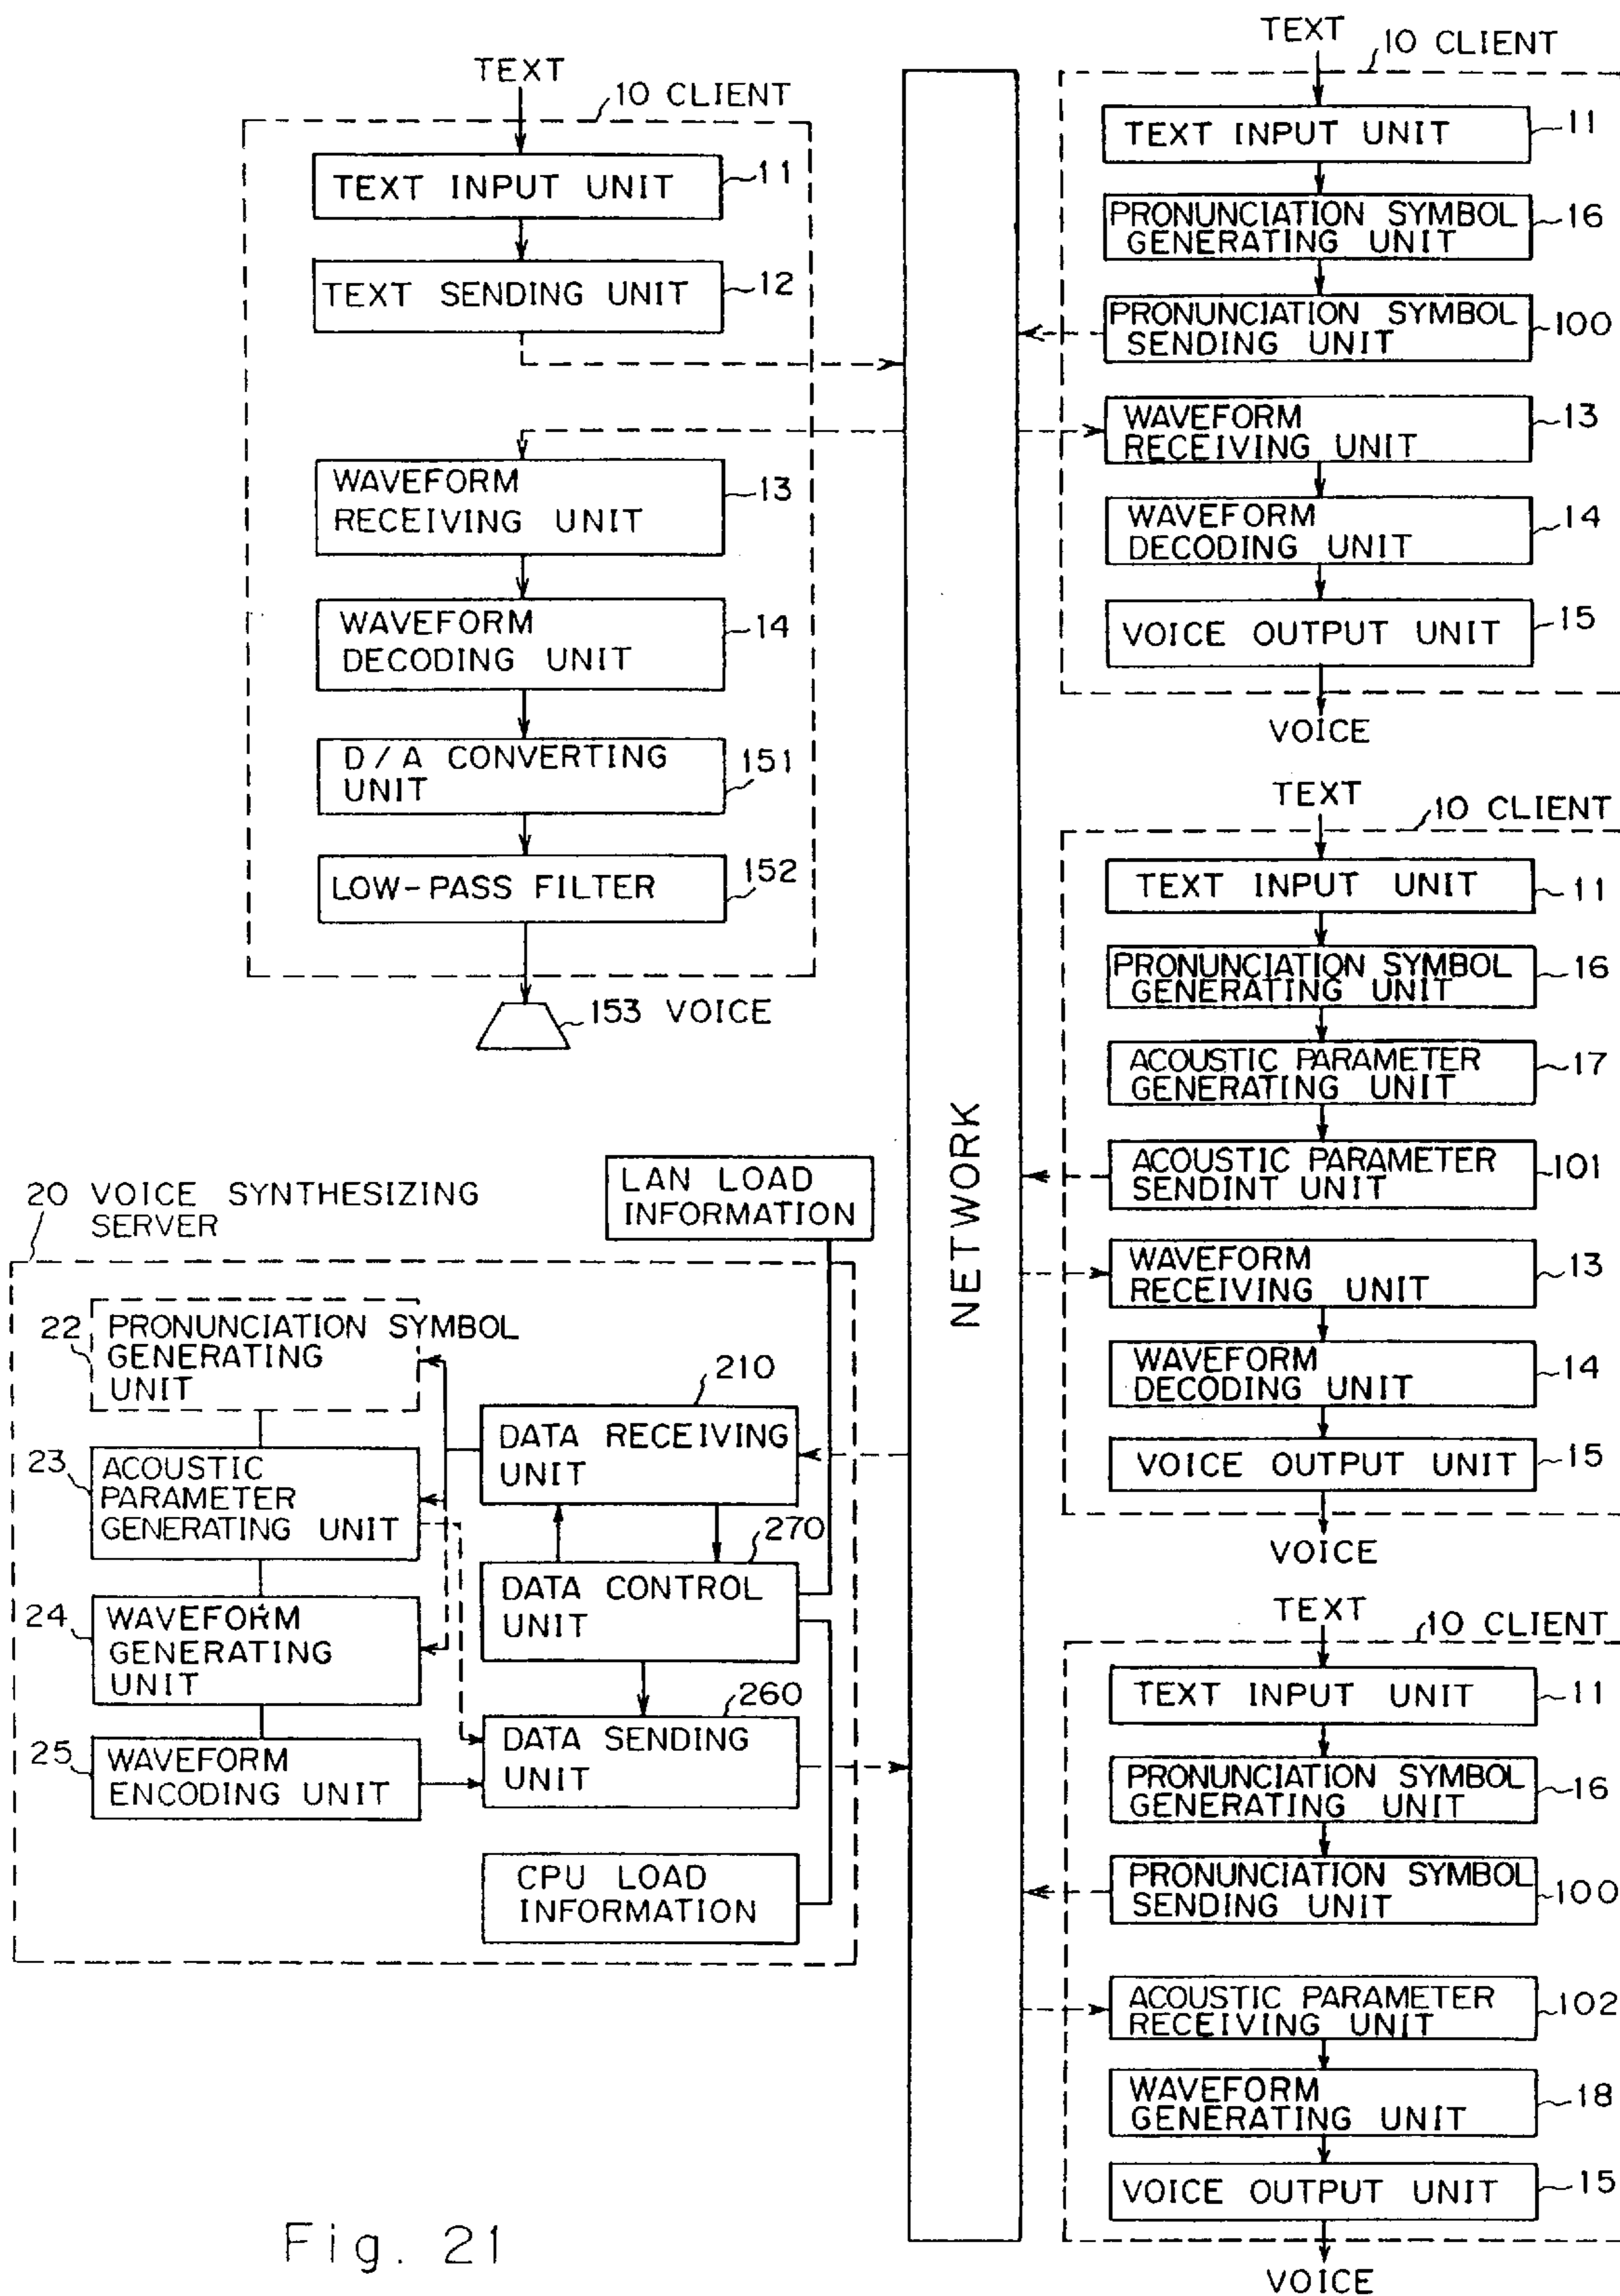 TEXT
10 CLIENT
TEXT INPUT UNIT
11
TEXT SENDING UNIT
12
WAVEFORM
RECEIVING UNIT
13
WAVEFORM
DECODING UNIT
14
D/A CONVERTING
UNIT
151
LOW-PASS FILTER
152
153 VOICE
LAN LOAD
INFORMATION
20 VOICE SYNTHESIZING
SERVER
22
PRONUNCIATION SYMBOL
GENERATING
UNIT
210
DATA RECEIVING
UNIT
23
ACOUSTIC
PARAMETER
GENERATING UNIT
270
DATA CONTROL
UNIT
24
WAVEFORM
GENERATING
UNIT
260
DATA SENDING
UNIT
25
WAVEFORM
ENCODING UNIT
CPU LOAD
INFORMATION
NETWORK
TEXT
10 CLIENT
TEXT INPUT UNIT
11
PRONUNCIATION SYMBOL
GENERATING UNIT
16
PRONUNCIATION SYMBOL
SENDING UNIT
100
WAVEFORM
RECEIVING UNIT
13
WAVEFORM
DECODING UNIT
14
VOICE OUTPUT UNIT
15
VOICE
TEXT
10 CLIENT
TEXT INPUT UNIT
11
PRONUNCIATION SYMBOL
GENERATING UNIT
16
ACOUSTIC PARAMETER
GENERATING UNIT
17
ACOUSTIC PARAMETER
SENDINT UNIT
101
WAVEFORM
RECEIVING UNIT
13
WAVEFORM
DECODING UNIT
14
VOICE OUTPUT UNIT
15
VOICE
TEXT
10 CLIENT
TEXT INPUT UNIT
11
PRONUNCIATION SYMBOL
GENERATING UNIT
16
PRONUNCIATION SYMBOL
SENDING UNIT
100
ACOUSTIC PARAMETER
RECEIVING UNIT
102
WAVEFORM
GENERATING UNIT
18
VOICE OUTPUT UNIT
15
VOICE
Fig. 21